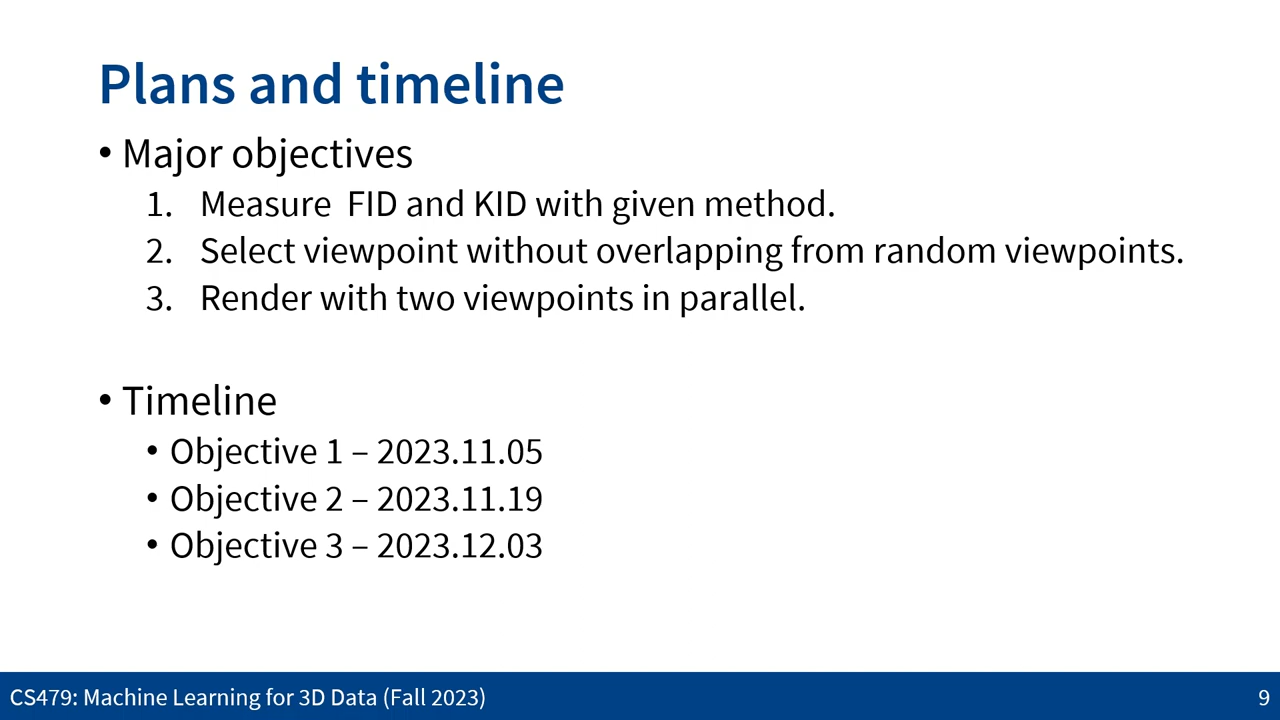 Plans and timeline
• Major objectives
1. Measure  FID and KID with given method.
2. Select viewpoint without overlapping from random viewpoints.
3. Render with two viewpoints in parallel.
• Timeline
• Objective 1 – 2023.11.05
• Objective 2 – 2023.11.19
• Objective 3 – 2023.12.03
CS479: Machine Learning for 3D Data (Fall 2023) 9